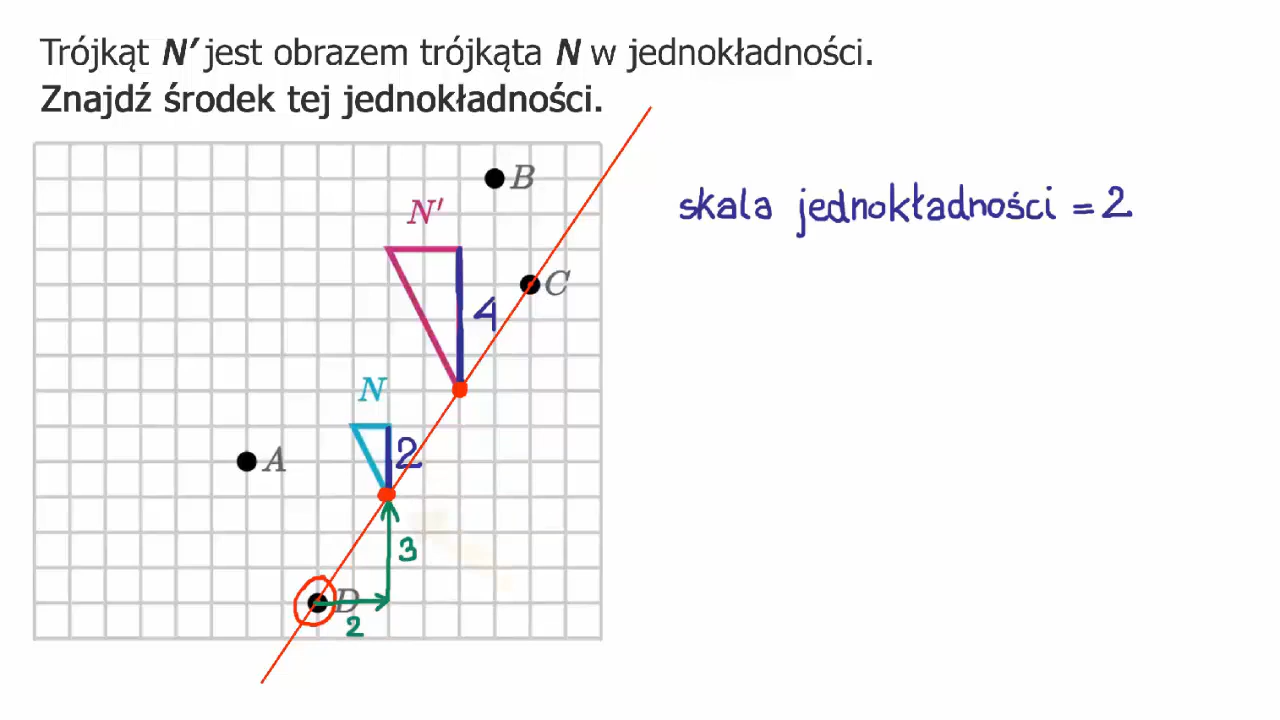 Trójkąt N′ jest obrazem trójkąta N w jednokładności.
Znajdź środek tej jednokładności.
B
skala jednokładności = 2
N′
C
4
N
2
A
3
D
2